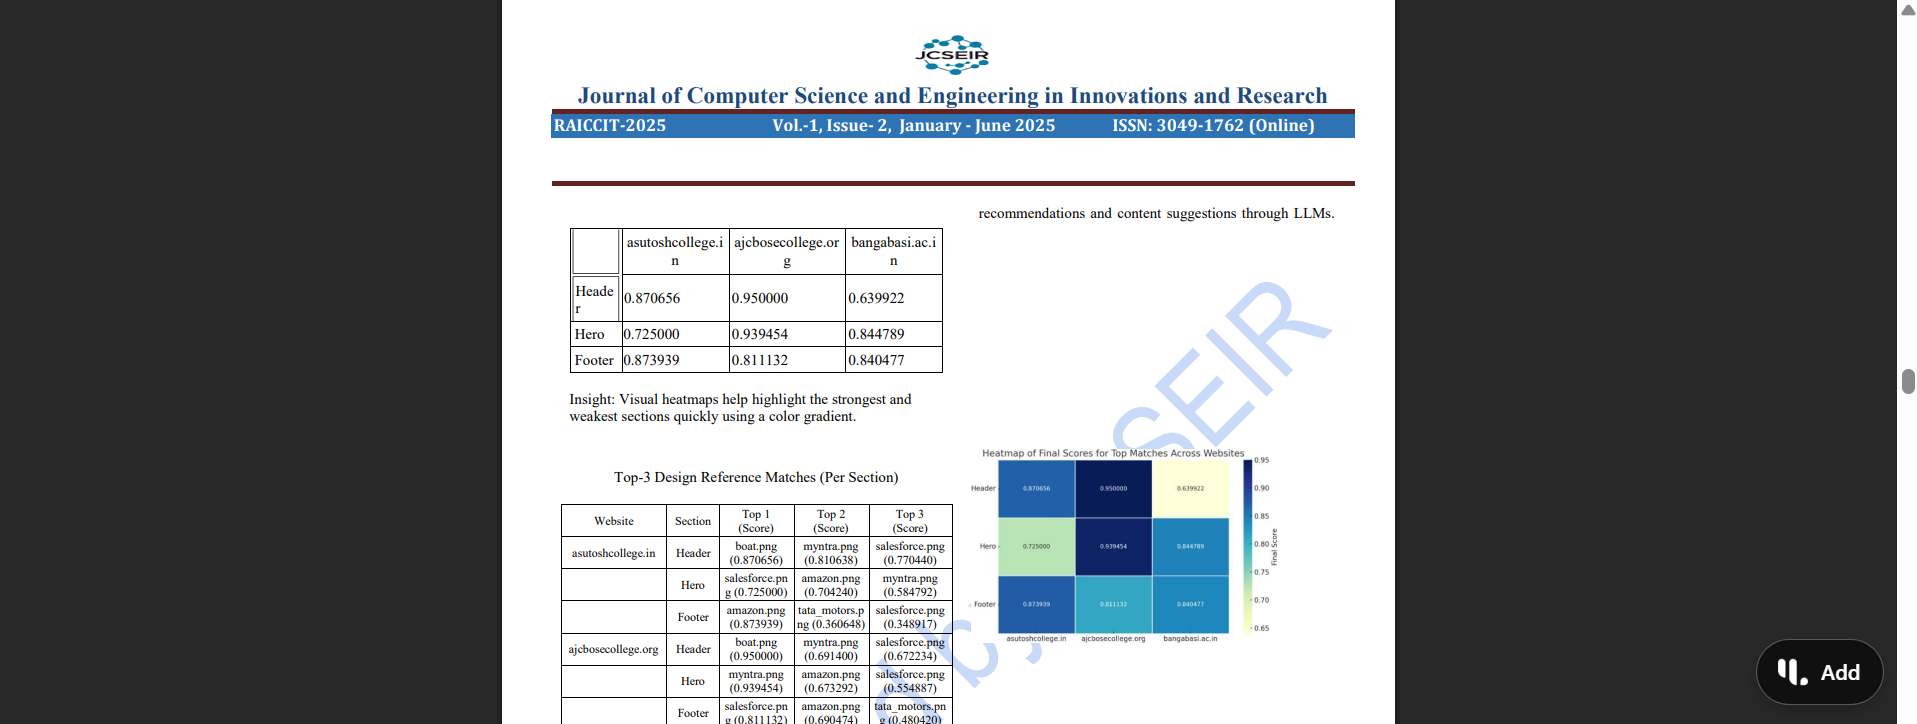 JCSEIR
Journal of Computer Science and Engineering in Innovations and Research
RAICCIT-2025 Vol.-1, Issue- 2, January - June 2025 ISSN: 3049-1762 (Online)
asutoshcollege.i
n
ajcbosecollege.or
g
bangabasi.ac.i
n
Heade
r
0.870656 0.950000 0.639922
Hero 0.725000 0.939454 0.844789
Footer 0.873939 0.811132 0.840477
Insight: Visual heatmaps help highlight the strongest and
weakest sections quickly using a color gradient.
Top-3 Design Reference Matches (Per Section)
Website Section Top 1 Top 2 Top 3
(Score) (Score) (Score)
asutoshcollege.in Header boat.png myntra.png salesforce.png
(0.870656) (0.810638) (0.770440)
Hero salesforce.pn amazon.png myntra.png
g (0.725000) (0.704240) (0.584792)
Footer amazon.png tata_motors.p salesforce.png
(0.873939) ng (0.360648) (0.348917)
ajcbosecollege.org Header boat.png myntra.png salesforce.png
(0.950000) (0.691400) (0.672234)
Hero myntra.png amazon.png salesforce.png
(0.939454) (0.673292) (0.554887)
Footer salesforce.pn amazon.png tata_motors.pn
g (0.811132) (0.690474) g (0.480420)
recommendations and content suggestions through LLMs.
Heatmap of Final Scores for Top Matches Across Websites
Header 0.870656 0.950000 0.639922
Hero 0.725000 0.939454 0.844789
Footer 0.873939 0.811132 0.840477
asutoshcollege.in ajcbosecollege.org bangabasi.ac.in
0.95
0.90
0.85
0.80
0.75
0.70
0.65
Final Score
d by
SEIR
Add